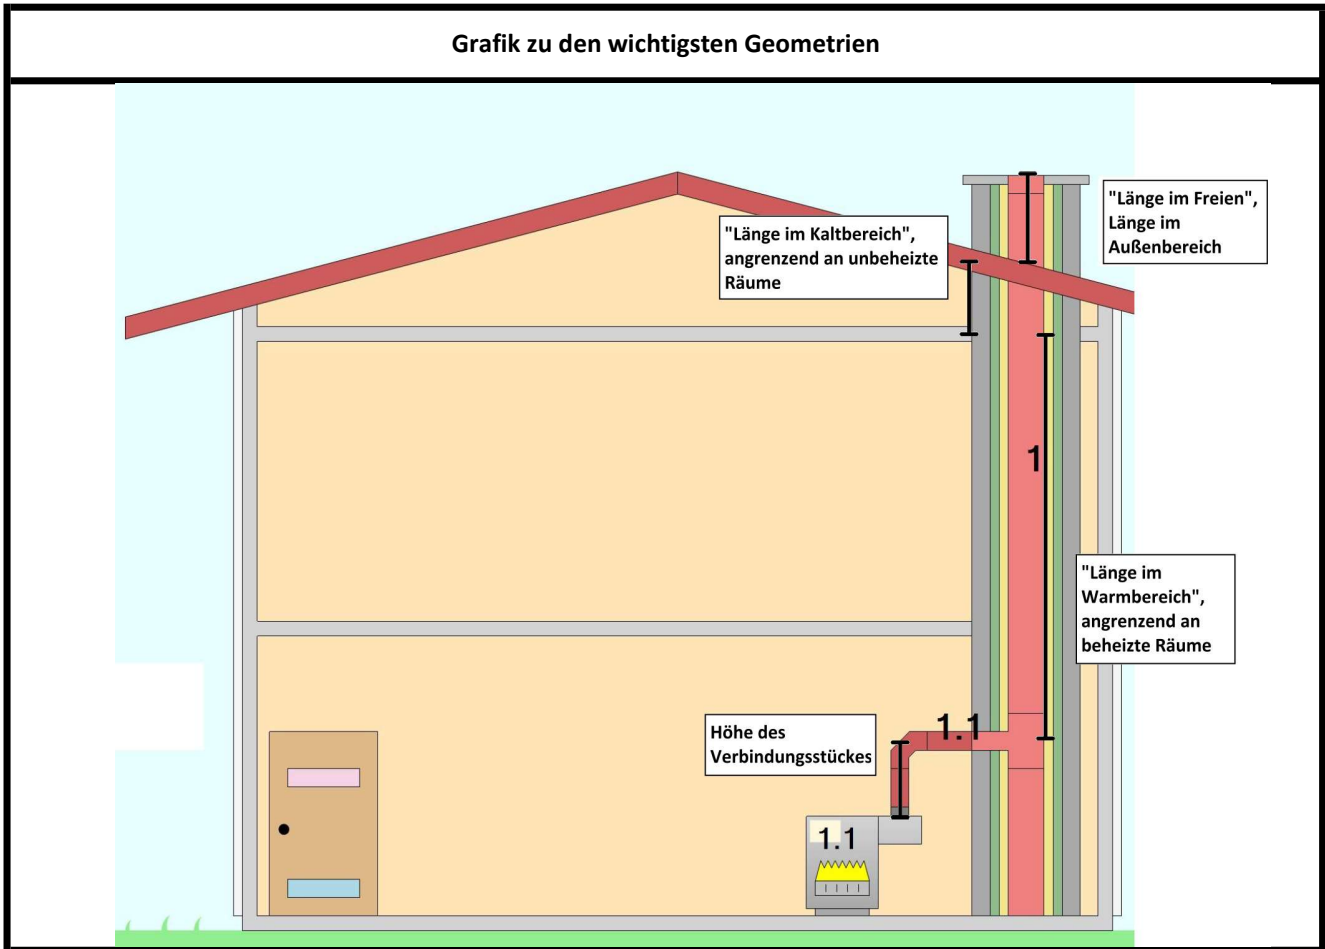 Grafik zu den wichtigsten Geometrien
"Länge im Freien",
Länge im
Außenbereich
"Länge im Kaltbereich",
angrenzend an unbeheizte
Räume
1
"Länge im
Warmbereich",
angrenzend an
beheizte Räume
Höhe des
Verbindungsstückes
1.1
1.1